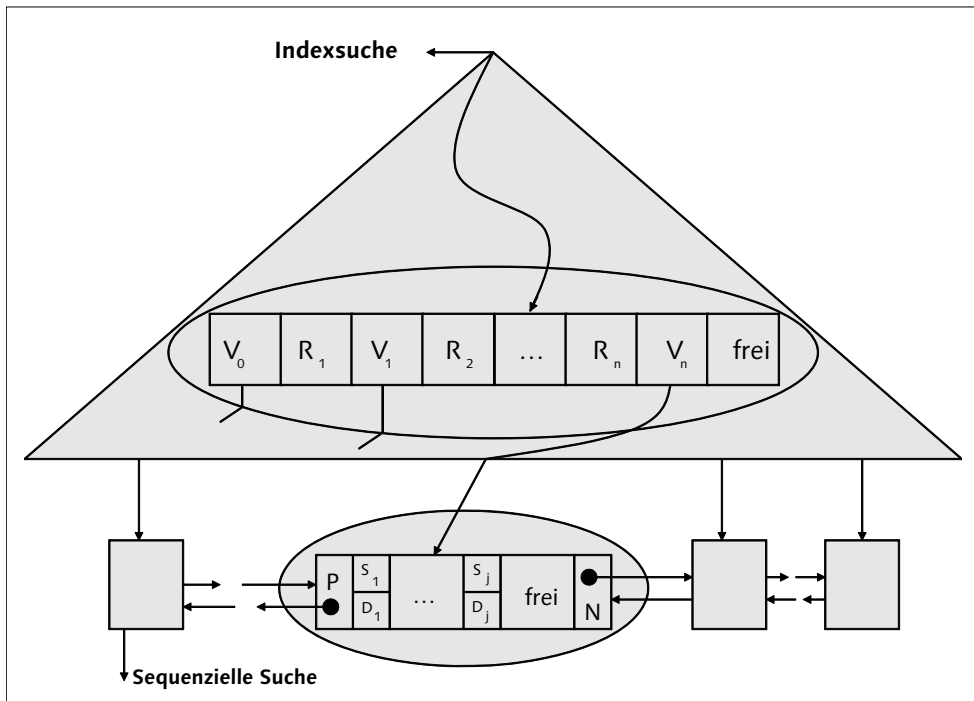 Indexsuche
V0 R1 V1 R2 ... Rn Vn frei
P S1 D1 ... Sj Dj frei N
Sequenzielle Suche